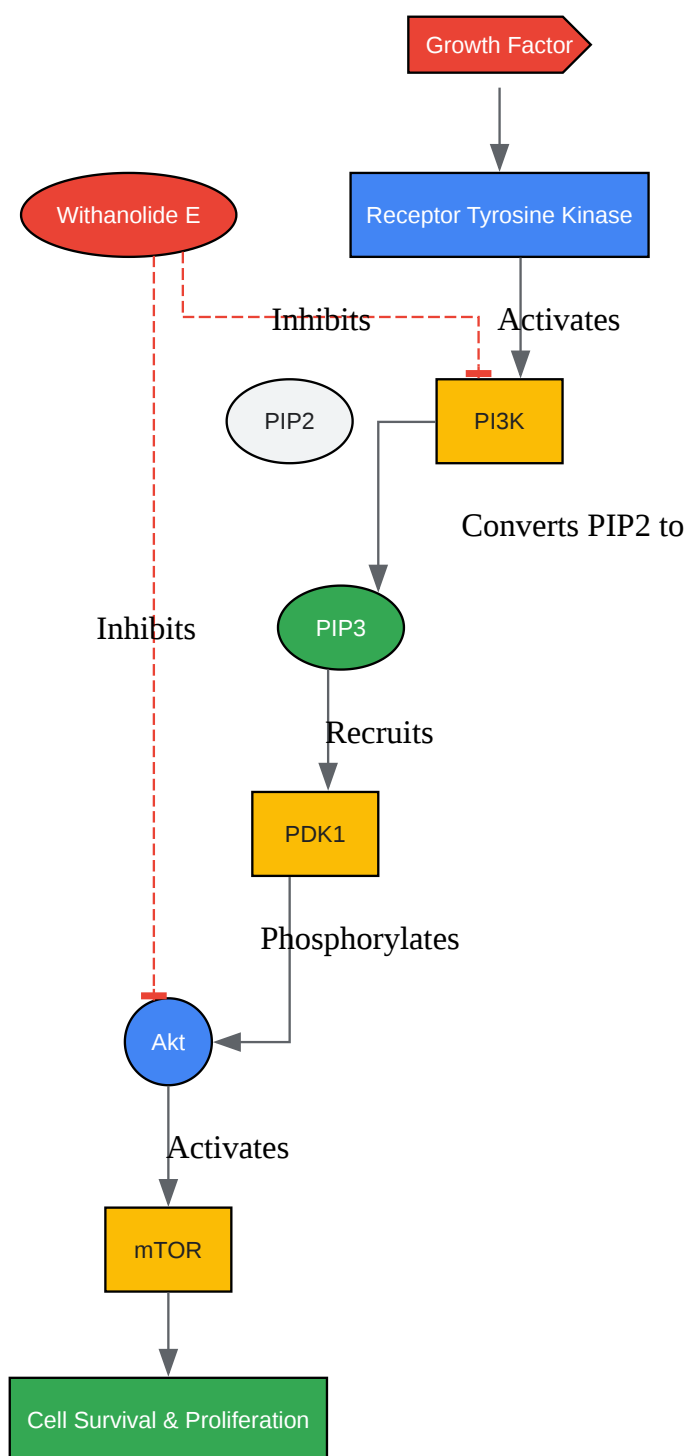 Growth Factor
Withanolide E
Receptor Tyrosine Kinase
Inhibits
Activates
PIP2
PI3K
Converts PIP2 to
Inhibits
PIP3
Recruits
PDK1
Phosphorylates
Akt
Activates
mTOR
Cell Survival & Proliferation